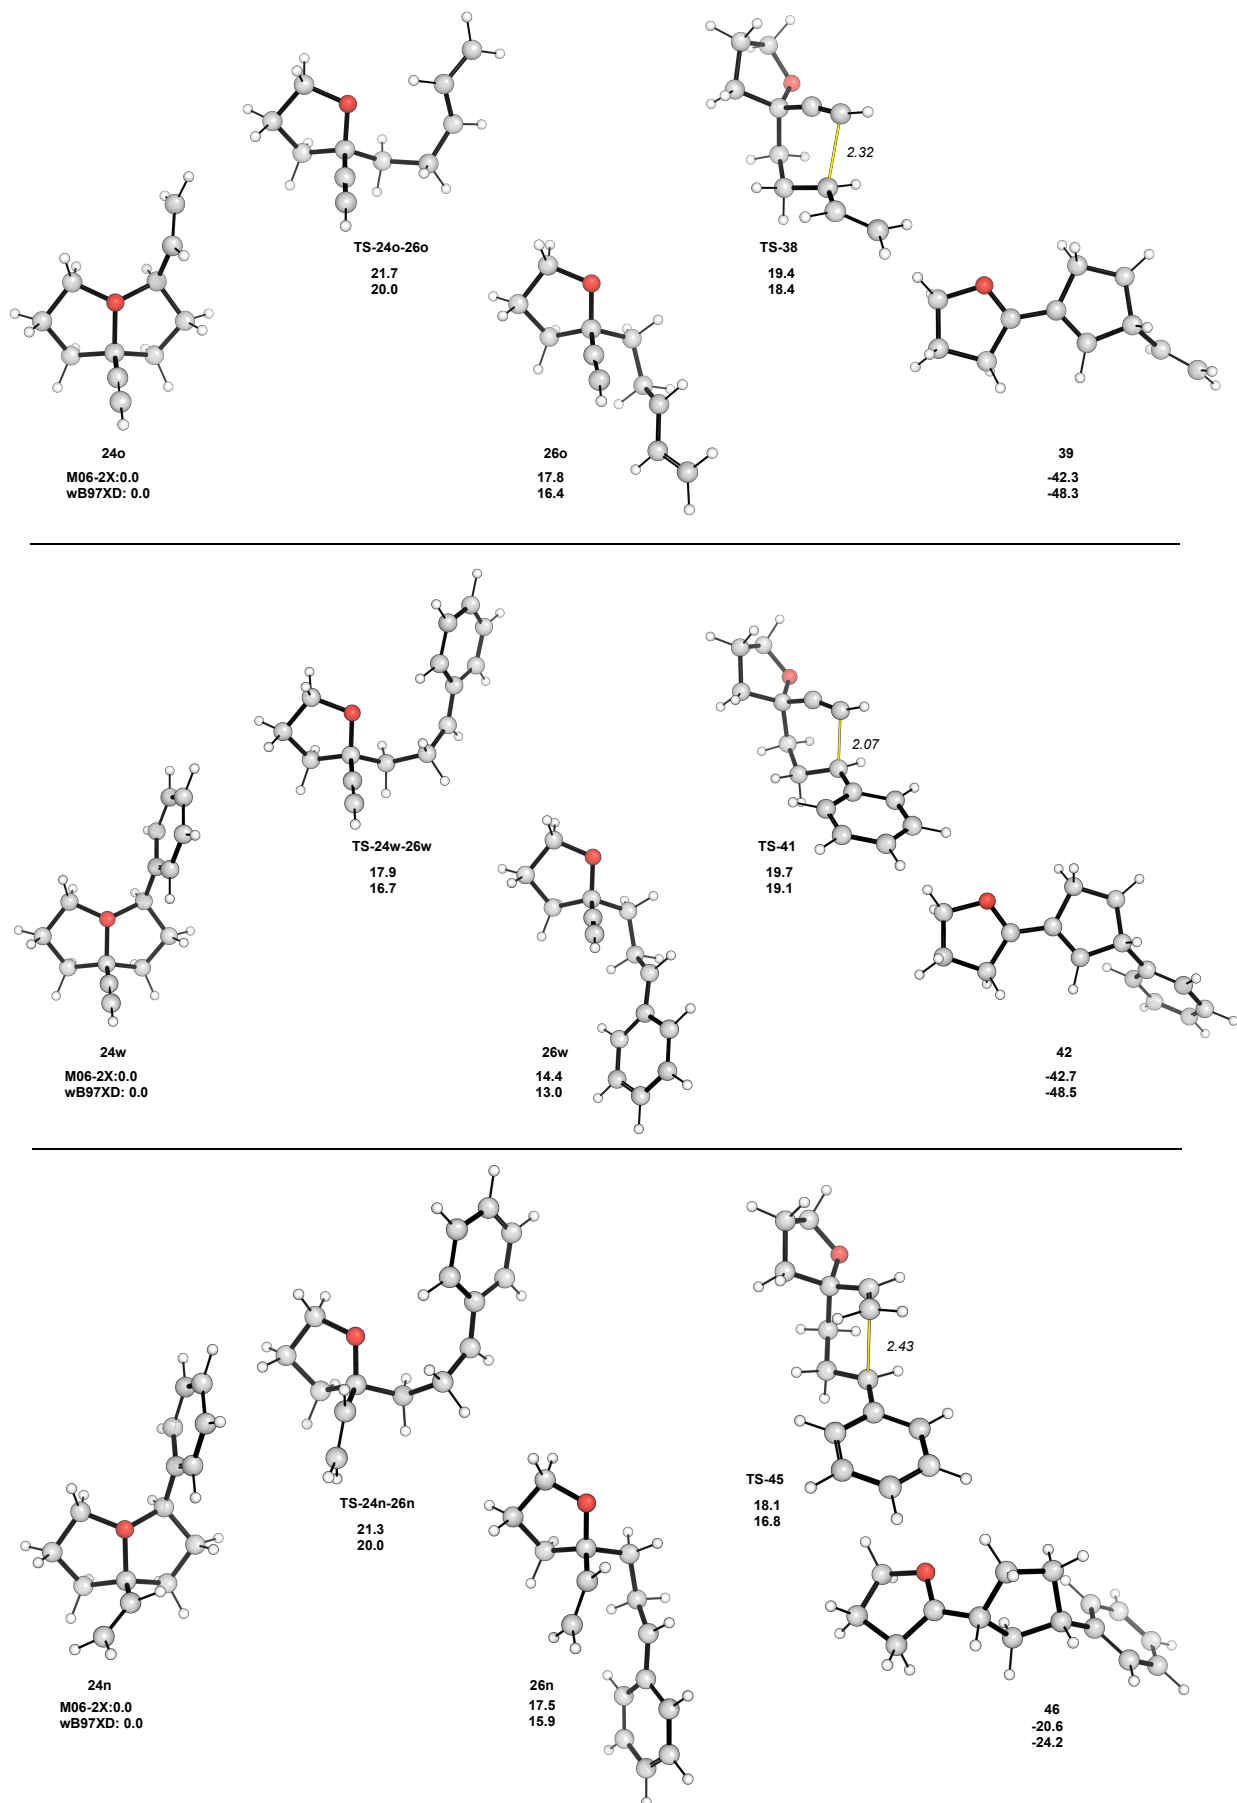 2.32
TS-24o-26o
21.7
20.0
TS-38
19.4
18.4
24o
M06-2X:0.0
wB97XD: 0.0
26o
17.8
16.4
39
-42.3
-48.3
2.07
TS-24w-26w
17.9
16.7
TS-41
19.7
19.1
24w
M06-2X:0.0
wB97XD: 0.0
26w
14.4
13.0
42
-42.7
-48.5
2.43
TS-24n-26n
21.3
20.0
TS-45
18.1
16.8
24n
M06-2X:0.0
wB97XD: 0.0
26n
17.5
15.9
46
-20.6
-24.2